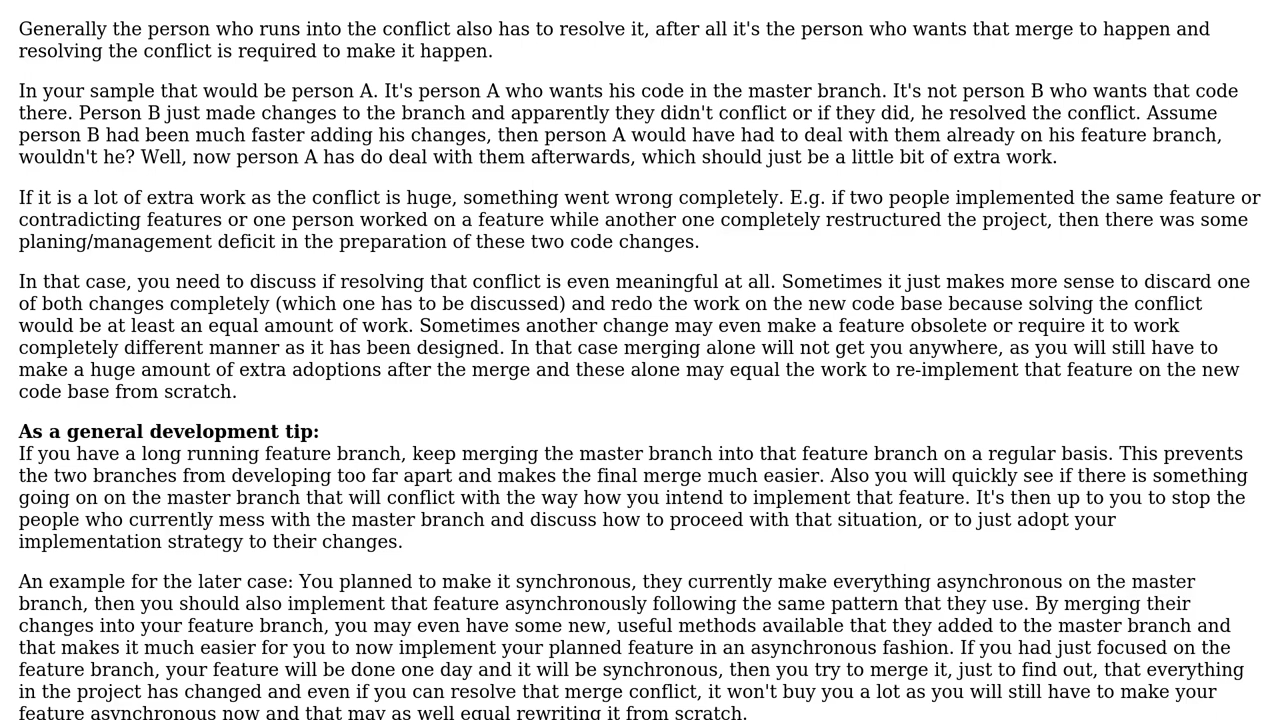 Generally the person who runs into the conflict also has to resolve it, after all it's the person who wants that merge to happen and
resolving the conflict is required to make it happen.
In your sample that would be person A. It's person A who wants his code in the master branch. It's not person B who wants that code
there. Person B just made changes to the branch and apparently they didn't conflict or if they did, he resolved the conflict. Assume
person B had been much faster adding his changes, then person A would have had to deal with them already on his feature branch,
wouldn't he? Well, now person A has do deal with them afterwards, which should just be a little bit of extra work.
If it is a lot of extra work as the conflict is huge, something went wrong completely. E.g. if two people implemented the same feature or
contradicting features or one person worked on a feature while another one completely restructured the project, then there was some
planing/management deficit in the preparation of these two code changes.
In that case, you need to discuss if resolving that conflict is even meaningful at all. Sometimes it just makes more sense to discard one
of both changes completely (which one has to be discussed) and redo the work on the new code base because solving the conflict
would be at least an equal amount of work. Sometimes another change may even make a feature obsolete or require it to work
completely different manner as it has been designed. In that case merging alone will not get you anywhere, as you will still have to
make a huge amount of extra adoptions after the merge and these alone may equal the work to re-implement that feature on the new
code base from scratch.
As a general development tip:
If you have a long running feature branch, keep merging the master branch into that feature branch on a regular basis. This prevents
the two branches from developing too far apart and makes the final merge much easier. Also you will quickly see if there is something
going on on the master branch that will conflict with the way how you intend to implement that feature. It's then up to you to stop the
people who currently mess with the master branch and discuss how to proceed with that situation, or to just adopt your
implementation strategy to their changes.
An example for the later case: You planned to make it synchronous, they currently make everything asynchronous on the master
branch, then you should also implement that feature asynchronously following the same pattern that they use. By merging their
changes into your feature branch, you may even have some new, useful methods available that they added to the master branch and
that makes it much easier for you to now implement your planned feature in an asynchronous fashion. If you had just focused on the
feature branch, your feature will be done one day and it will be synchronous, then you try to merge it, just to find out, that everything
in the project has changed and even if you can resolve that merge conflict, it won't buy you a lot as you will still have to make your
feature asynchronous now and that may as well equal rewriting it from scratch.